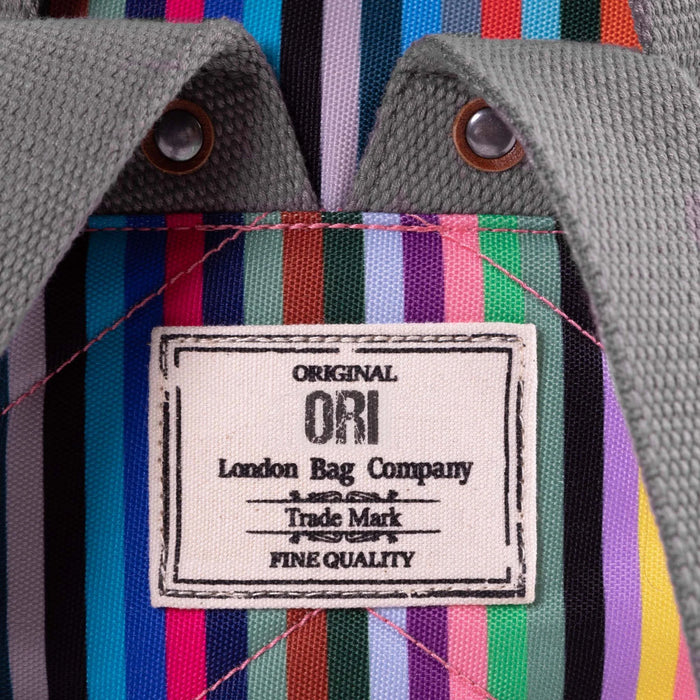 ORIGINAL
ORI
London Bag Company
Trade Mark
FINE QUALITY